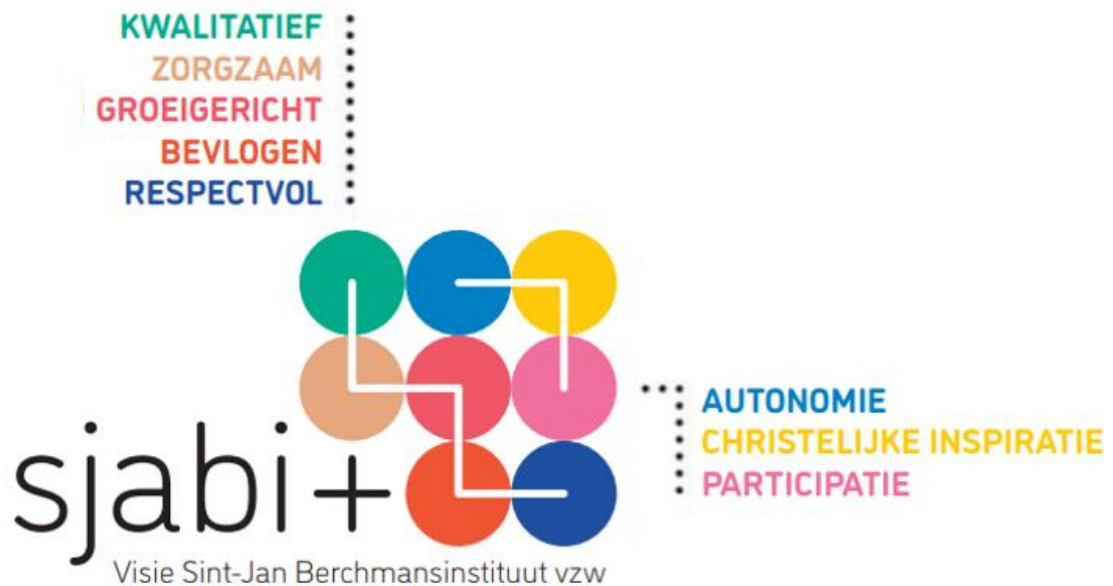 KWALITATIEF
ZORGZAAM
GROEIGERICHT
BEVLOGEN
RESPECTVOL
AUTONOMIE
CHRISTELIJKE INSPIRATIE
PARTICIPATIE
sjabi+
Visie Sint-Jan Berchmansinstituut vzw